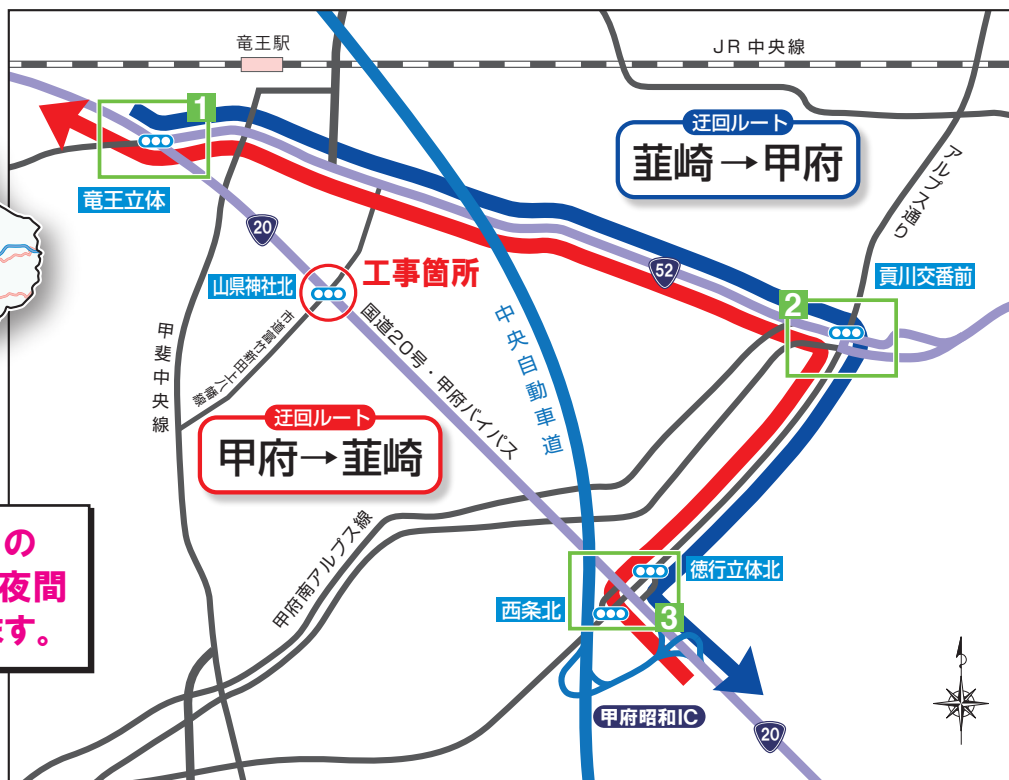 竜王駅
JR中央線
1
迂回ルート
韮崎→甲府
アルプス通り
竜王立体
20
52
山県神社北
工事箇所
貢川交番前
2
中央自動車道
国道20号・甲府バイパス
市道富竹新田上八幡線
甲斐中央線
迂回ルート
甲府→韮崎
の
夜間
ます。
甲府南アルプス線
徳行立体北
西条北
3
甲府昭和IC
20